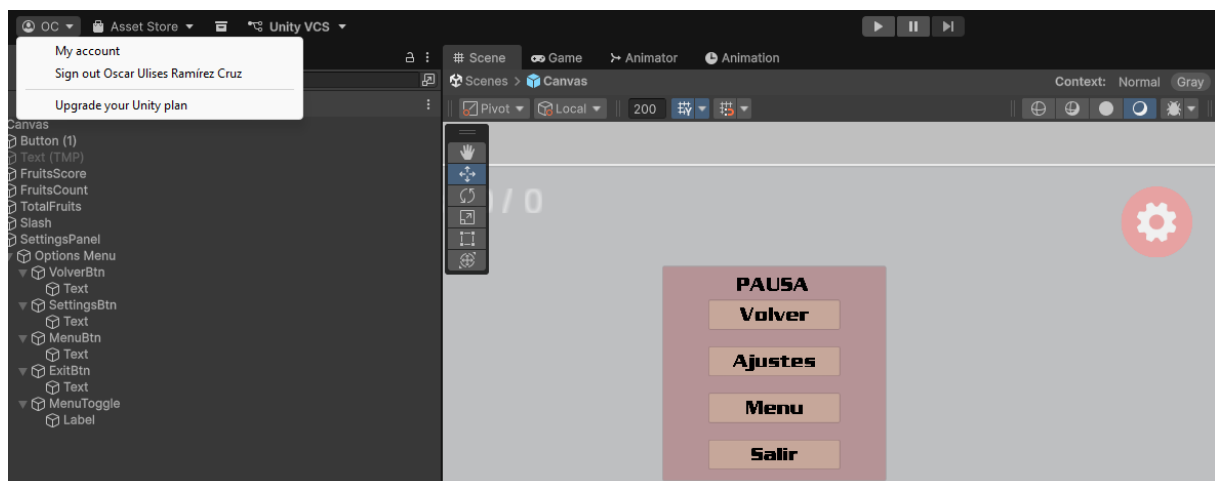 OC Asset Store Unity VCS
My account
Sign out Oscar Ulises Ramírez Cruz
Upgrade your Unity plan
# Scene Game Animator Animation
Scenes > Canvas
Context: Normal Gray
Pivot Local 200
Canvas
Button (1)
Text (TMP)
FruitsScore
FruitsCount
TotalFruits
Slash
SettingsPanel
Options Menu
VolverBtn
Text
SettingsBtn
Text
MenuBtn
Text
ExitBtn
Text
MenuToggle
Label
/ 0
PAUSA
Volver
Ajustes
Menu
Salir